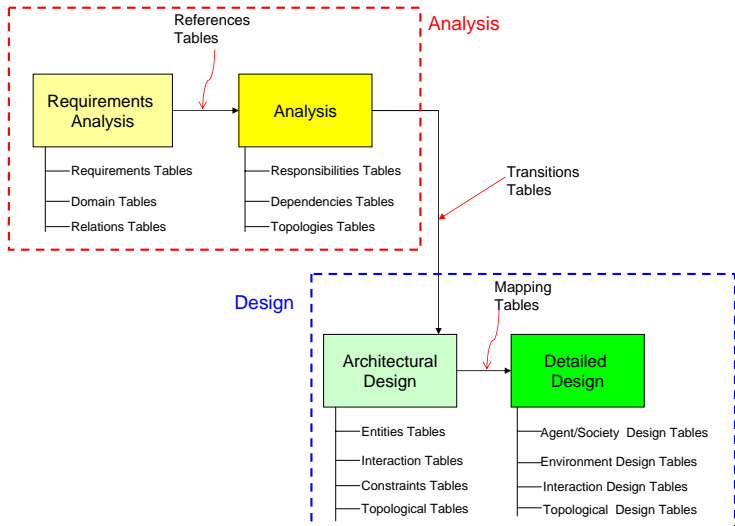 References
Tables
Analysis
Requirements
Analysis
Analysis
Requirements Tables
Domain Tables
Relations Tables
Responsibilities Tables
Dependencies Tables
Topologies Tables
Transitions
Tables
Design
Mapping
Tables
Architectural
Design
Detailed
Design
Entities Tables
Interaction Tables
Constraints Tables
Topological Tables
Agent/Society Design Tables
Environment Design Tables
Interaction Design Tables
Topological Design Tables